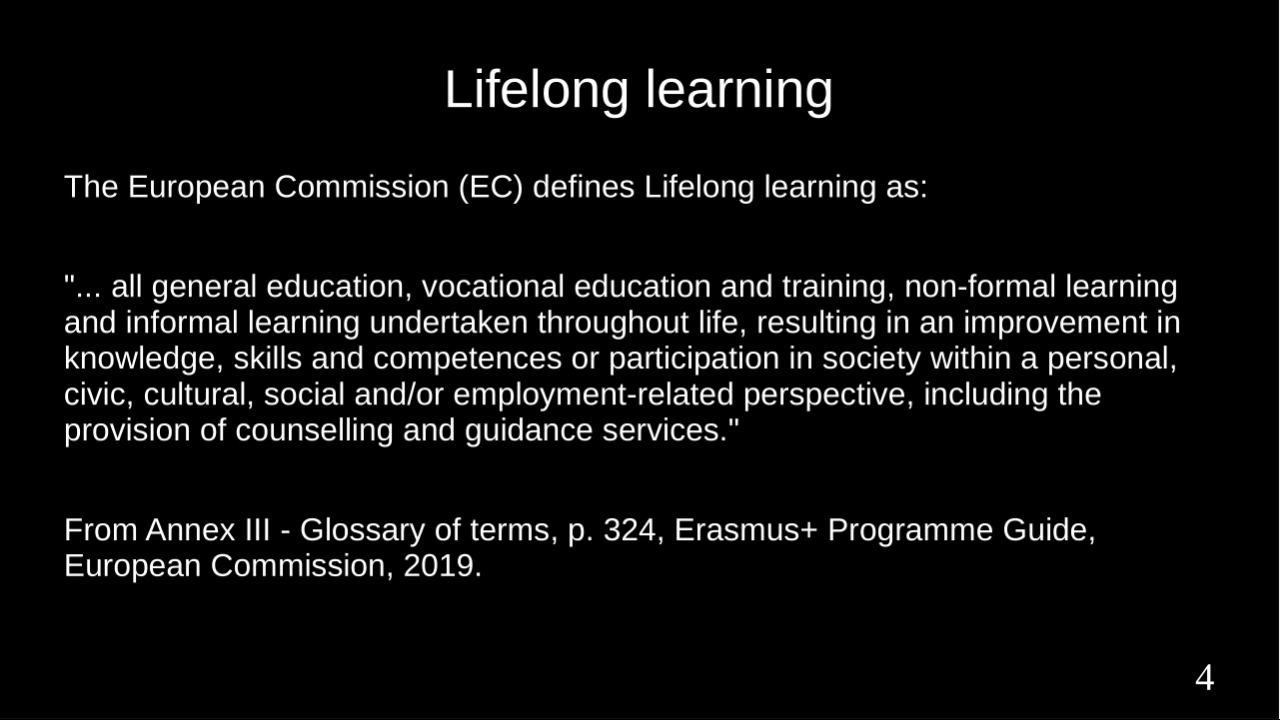 Lifelong learning
The European Commission (EC) defines Lifelong learning as:
"... all general education, vocational education and training, non-formal learning
and informal learning undertaken throughout life, resulting in an improvement in
knowledge, skills and competences or participation in society within a personal,
civic, cultural, social and/or employment-related perspective, including the
provision of counselling and guidance services."
From Annex III - Glossary of terms, p. 324, Erasmus+ Programme Guide,
European Commission, 2019.
4